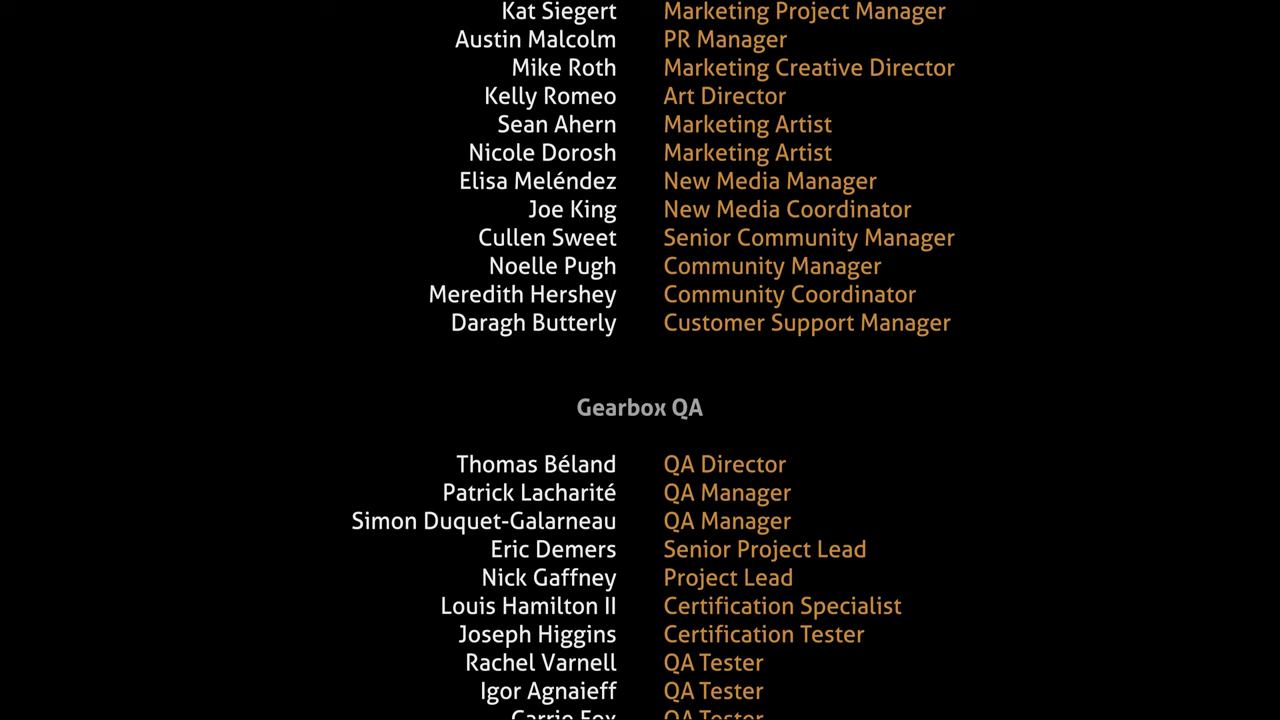 Kat Siegert Marketing Project Manager
Austin Malcolm PR Manager
Mike Roth Marketing Creative Director
Kelly Romeo Art Director
Sean Ahern Marketing Artist
Nicole Dorosh Marketing Artist
Elisa Meléndez New Media Manager
Joe King New Media Coordinator
Cullen Sweet Senior Community Manager
Noelle Pugh Community Manager
Meredith Hershey Community Coordinator
Daragh Butterly Customer Support Manager
Gearbox QA
Thomas Béland QA Director
Patrick Lacharité QA Manager
Simon Duquet-Galarneau QA Manager
Eric Demers Senior Project Lead
Nick Gaffney Project Lead
Louis Hamilton II Certification Specialist
Joseph Higgins Certification Tester
Rachel Varnell QA Tester
Igor Agnaieff QA Tester
Carrie Fox QA Tester